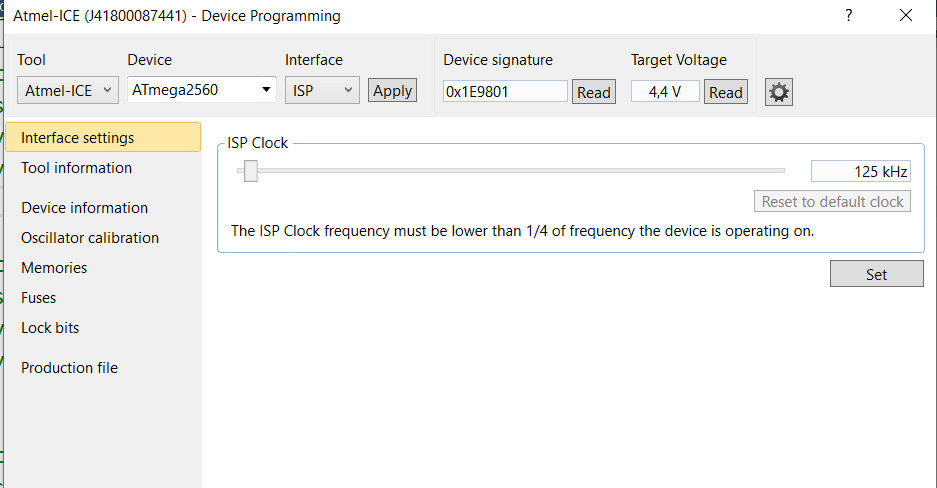 Atmel-ICE (J41800087441) - Device Programming
?
Tool Device Interface Device signature Target Voltage
Atmel-ICE ATmega2560 ISP Apply 0x1E9801 Read 4,4 V Read
Interface settings
Tool information
Device information
Oscillator calibration
Memories
Fuses
Lock bits
Production file
ISP Clock
125 kHz
Reset to default clock
The ISP Clock frequency must be lower than 1/4 of frequency the device is operating on.
Set